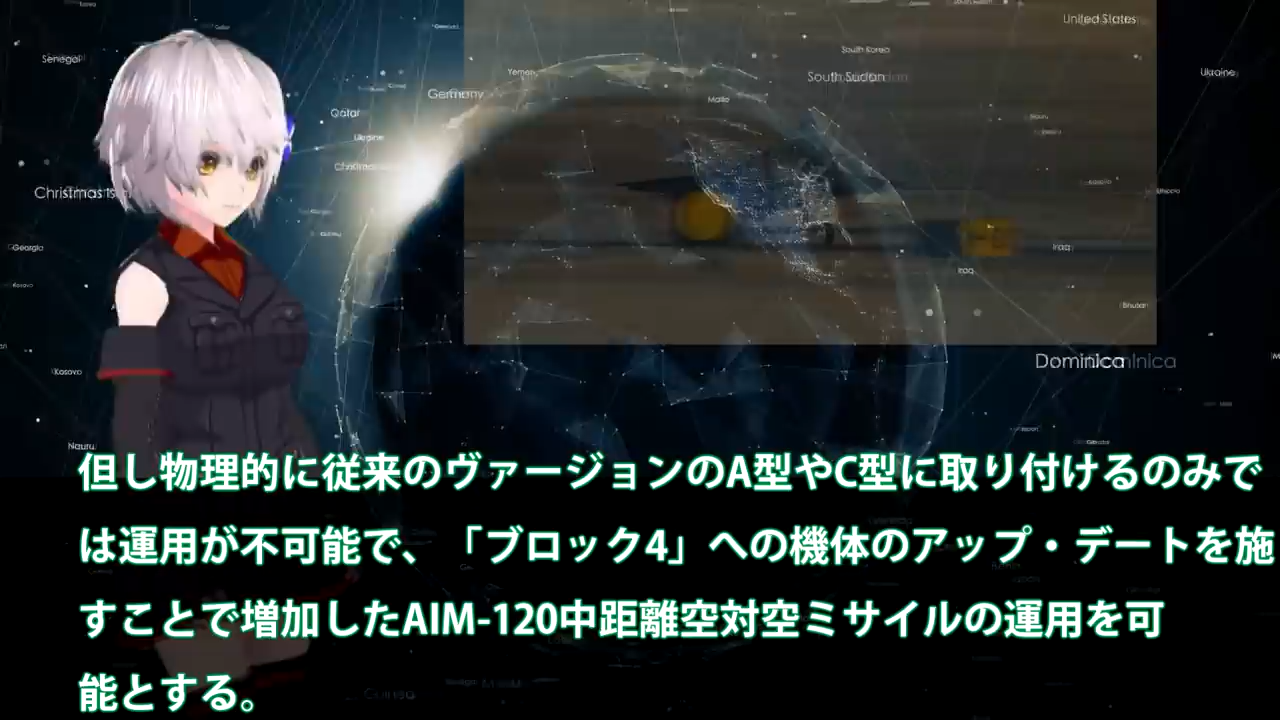 United States
South Korea
Senegal
Yemen
South Sudan
Ukraine
Germany
Malta
Qatar
Ukraine
Christmas Is
Georgia
Iraq
Iraq
Bhutan
Dominica
Kosovo
Nauru
但し物理的に従来のヴァージョンのA型やC型に取り付けるのみで
は運用が不可能で、「ブロック4」への機体のアップ・デートを施
すことで増加したAIM-120中距離空対空ミサイルの運用を可
能とする。